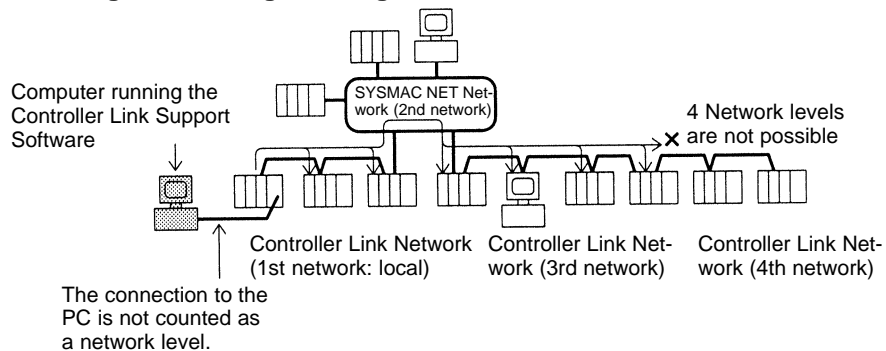 SYSMAC NET Net-
work (2nd network)
Computer running the
Controller Link Support
Software
4 Network levels
are not possible
Controller Link Network
(1st network: local)
Controller Link Net-
work (3rd network)
Controller Link Net-
work (4th network)
The connection to the
PC is not counted as
a network level.